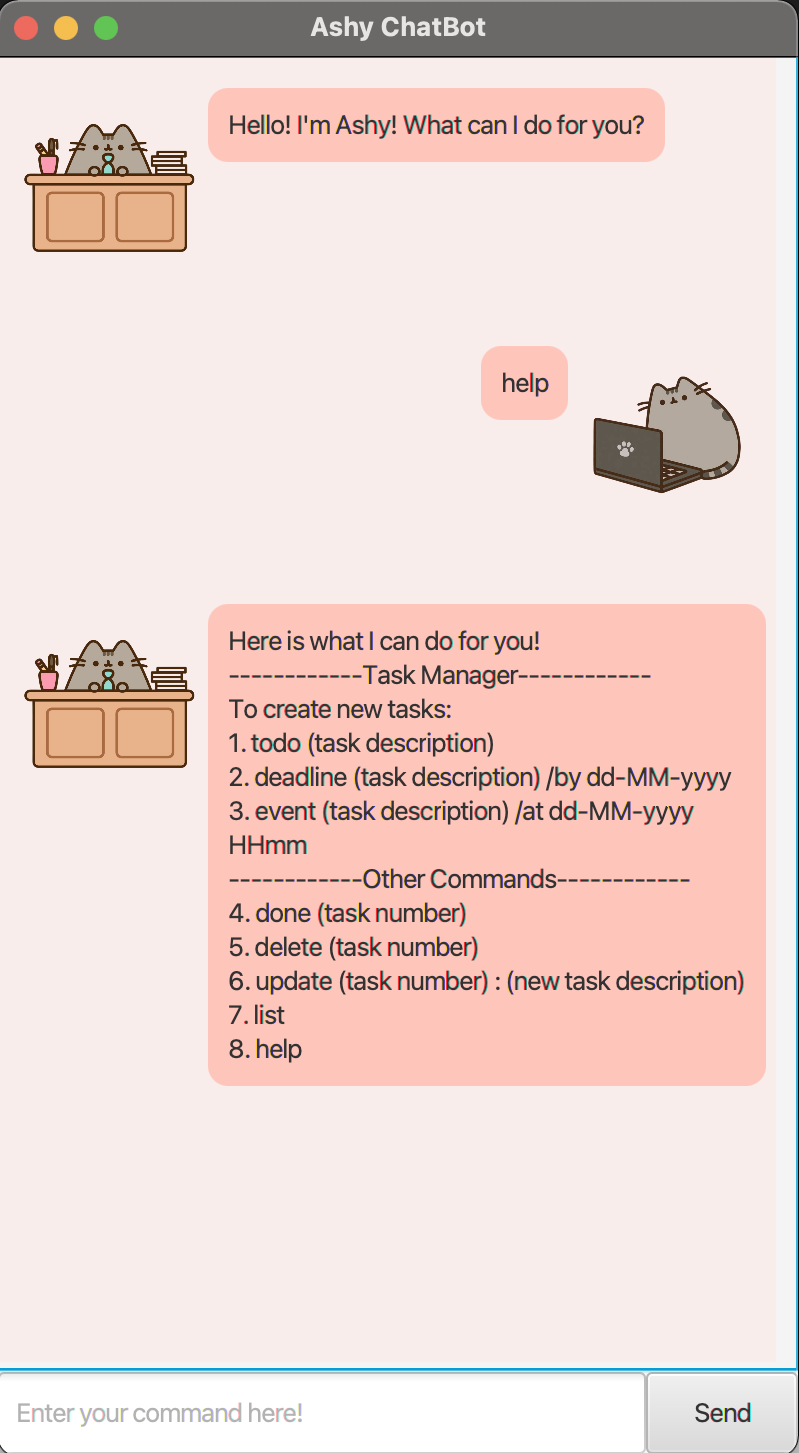 Ashy ChatBot
Hello! I'm Ashy! What can I do for you?
help
Here is what I can do for you!
------------Task Manager------------
To create new tasks:
1. todo (task description)
2. deadline (task description) /by dd-MM-yyyy
3. event (task description) /at dd-MM-yyyy
HHmm
------------Other Commands------------
4. done (task number)
5. delete (task number)
6. update (task number) : (new task description)
7. list
8. help
Enter your command here!
Send